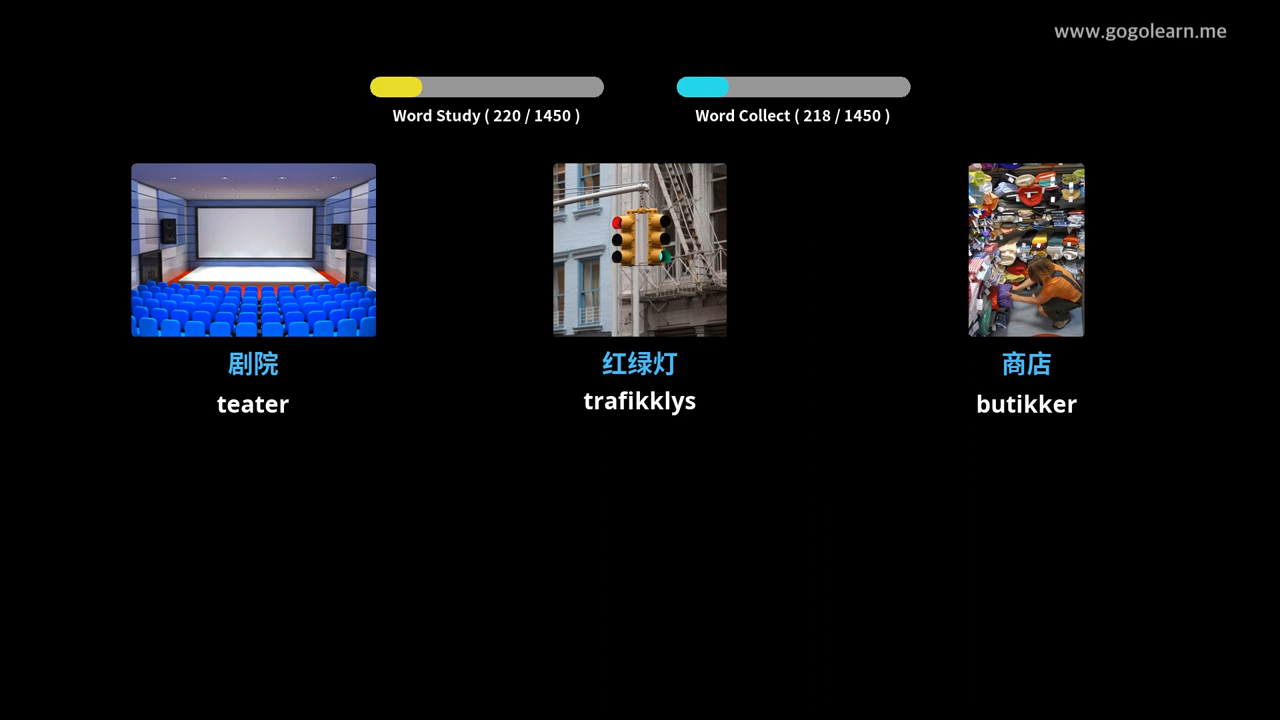 www.gogolearn.me
Word Study ( 220 / 1450 )
Word Collect ( 218 / 1450 )
剧院
红绿灯
商店
teater
trafikklys
butikker